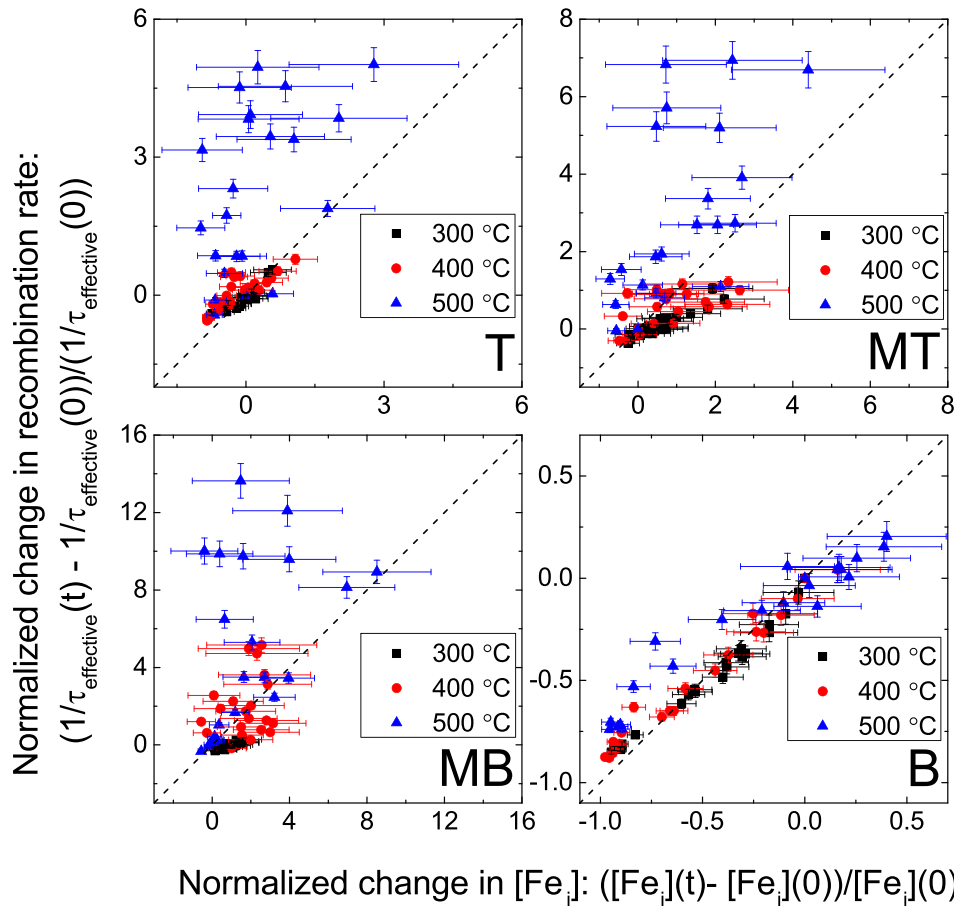 Normalized change in recombination rate:
(1/τeffective(t) - 1/τeffective(0))/(1/τeffective(0))
6
3
0
300 °C
400 °C
500 °C
T
0
3
6
8
6
4
2
0
300 °C
400 °C
500 °C
MT
0
2
4
6
8
16
12
8
4
0
300 °C
400 °C
500 °C
MB
0
4
8
12
16
0.5
0.0
-0.5
-1.0
300 °C
400 °C
500 °C
B
-1.0
-0.5
0.0
0.5
Normalized change in [Fei]: ([Fei](t)- [Fei](0))/[Fei](0)